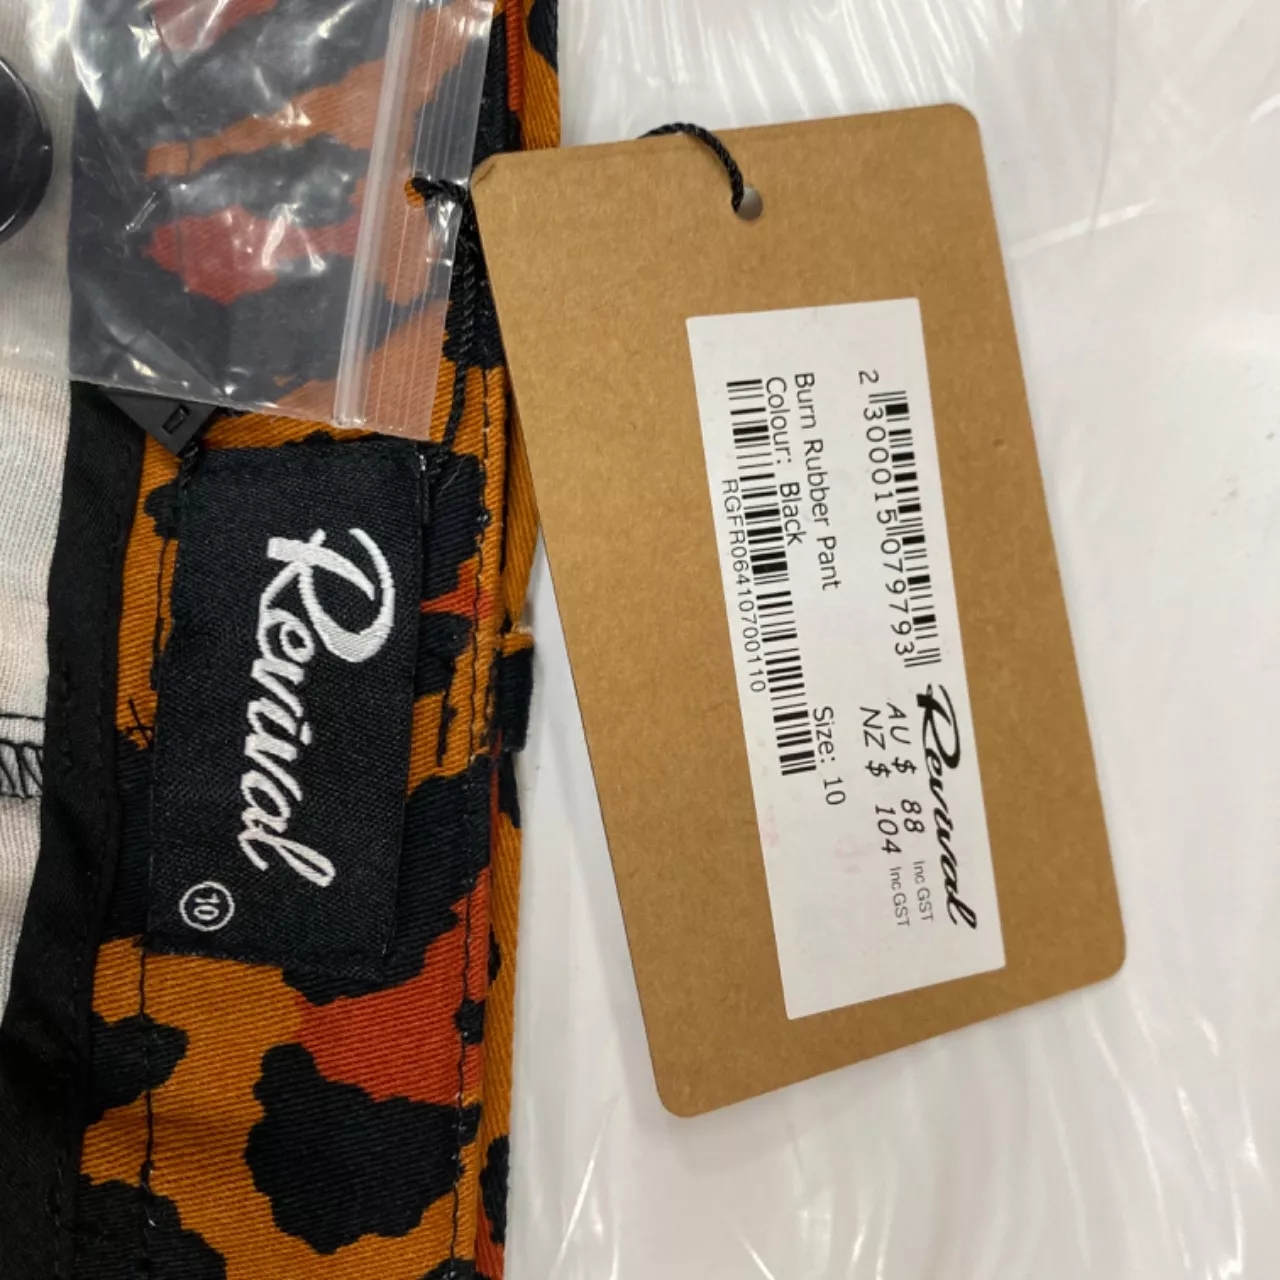 Revival
10
Revival
AU $ 88 Inc GST
NZ $ 104 Inc GST
2 300015 079793
Burn Rubber Pant
Size: 10
Colour: Black
RGFR06410700110